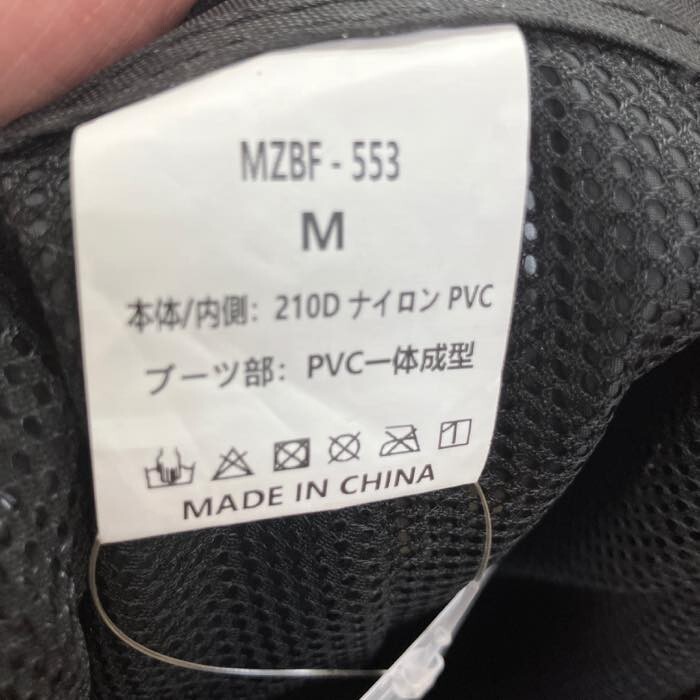 MZBF - 553
M
本体/内側: 210D ナイロン PVC
ブーツ部: PVC一体成型
MADE IN CHINA